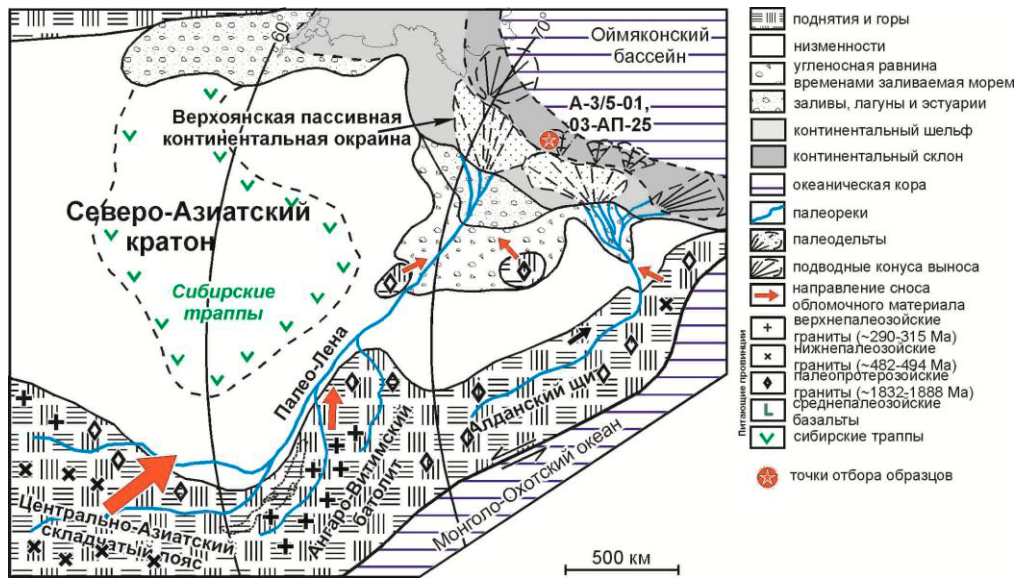 60°
70°
Оймяконский
бассейн
А-3/5-01,
03-АП-25
Верхоянская пассивная
континентальная окраина
Северо-Азиатский
кратон
Сибирские
траппы
Палео-Лена
Алданский щит
Ангаро-Витимский
батолит
Центрально-Азиатский
складчатый пояс
Монголо-Охотский океан
500 км
поднятия и горы
низменности
угленосная равнина
временами заливаемая морем
заливы, лагуны и эстуарии
континентальный шельф
континентальный склон
океаническая кора
палеореки
палеодельты
подводные конуса выноса
направление сноса
обломочного материала
Питающие провинции
верхнепалеозойские
граниты (~290-315 Ma)
нижнепалеозойские
граниты (~482-494 Ma)
палеопротерозойские
граниты (~1832-1888 Ma)
среднепалеозойские
базальты
сибирские траппы
точки отбора образцов